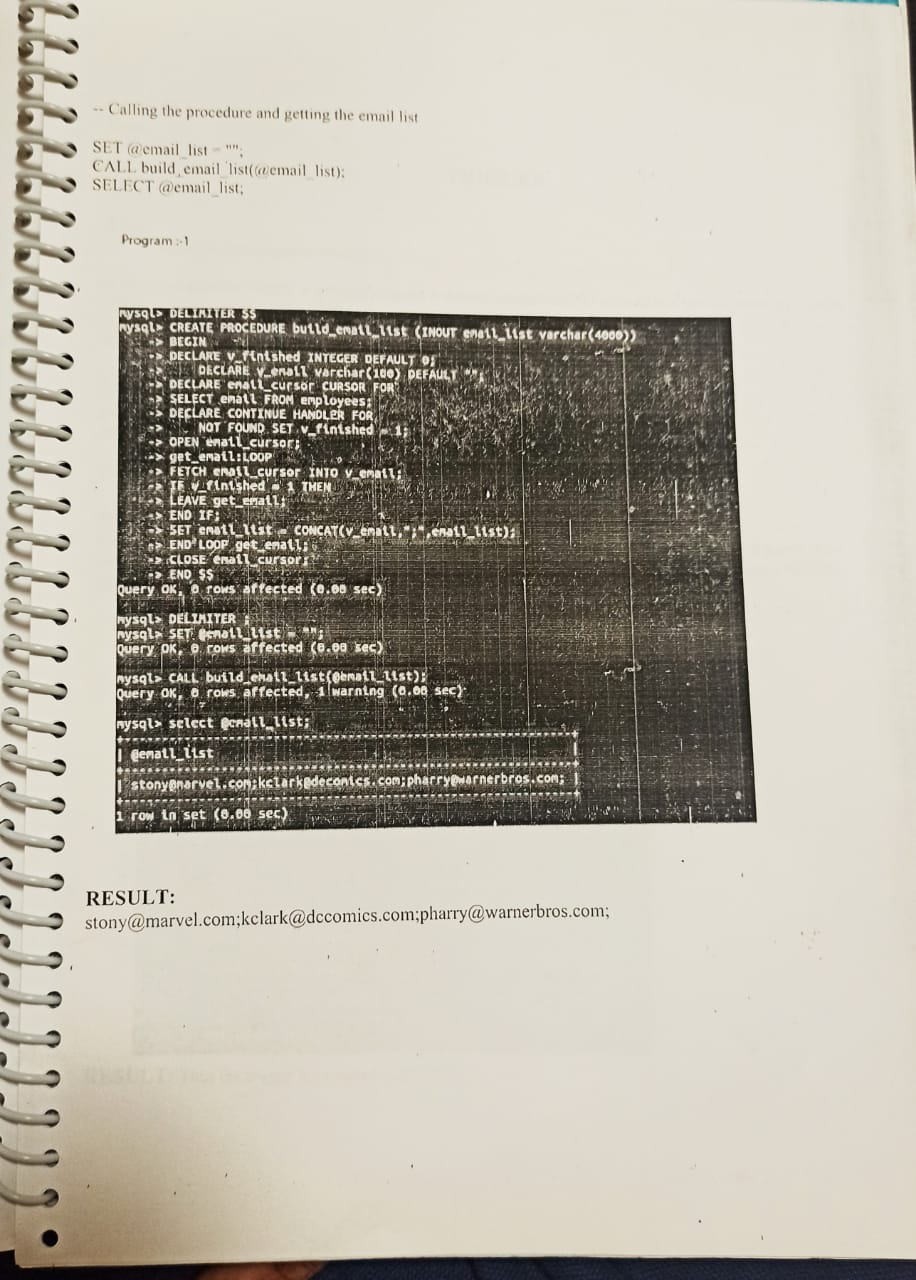 -- Calling the procedure and getting the email list
SET @email_list = "";
CALL build_email_list(@email_list);
SELECT @email_list;
Program :-1
mysql> DELIMITER $$
mysql> CREATE PROCEDURE build_email_list (INOUT email_list varchar(4000))
-> BEGIN
-> DECLARE v_finished INTEGER DEFAULT 0;
-> DECLARE v_email varchar(100) DEFAULT "";
-> DECLARE email_cursor CURSOR FOR
-> SELECT email FROM employees;
-> DECLARE CONTINUE HANDLER FOR
-> NOT FOUND SET v_finished = 1;
-> OPEN email_cursor;
-> get_email:LOOP
-> FETCH email_cursor INTO v_email;
-> IF v_finished = 1 THEN
-> LEAVE get_email;
-> END IF;
-> SET email_list = CONCAT(v_email,";",email_list);
-> END LOOP get_email;
-> CLOSE email_cursor;
-> END $$
Query OK, 0 rows affected (0.00 sec)
mysql> DELIMITER ;
mysql> SET @email_list = "";
Query OK, 0 rows affected (0.00 sec)
mysql> CALL build_email_list(@email_list);
Query OK, 0 rows affected, 1 warning (0.00 sec)
mysql> select @email_list;
| @email_list |
| stony@marvel.com;kclark@dccomics.com;pharry@warnerbros.com; |
1 row in set (0.00 sec)
RESULT:
stony@marvel.com;kclark@dccomics.com;pharry@warnerbros.com;